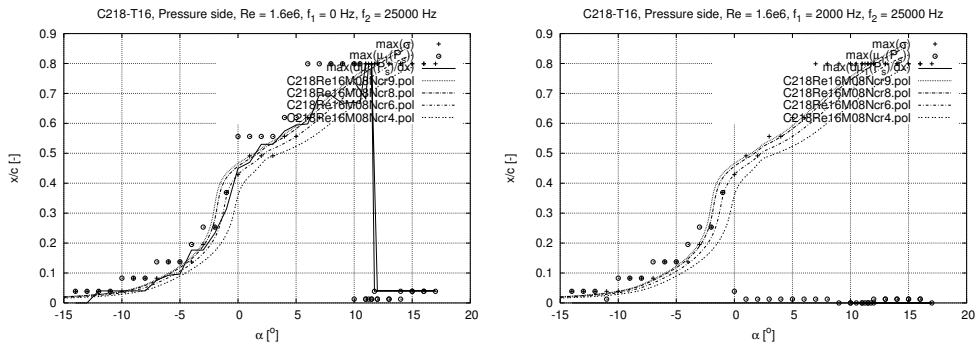 C218-T16, Pressure side, Re = 1.6e6, f1 = 0 Hz, f2 = 25000 Hz
0.9
0.8
0.7
0.6
0.5
0.4
0.3
0.2
0.1
0
x/c [-]
max(σ)
C218Re16M08Ncr9.pol
C218Re16M08Ncr8.pol
C218Re16M08Ncr6.pol
C218Re16M08Ncr4.pol
-15 -10 -5 0 5 10 15 20
α [o]
C218-T16, Pressure side, Re = 1.6e6, f1 = 2000 Hz, f2 = 25000 Hz
0.9
0.8
0.7
0.6
0.5
0.4
0.3
0.2
0.1
0
x/c [-]
max(σ)
C218Re16M08Ncr9.pol
C218Re16M08Ncr8.pol
C218Re16M08Ncr6.pol
C218Re16M08Ncr4.pol
-15 -10 -5 0 5 10 15 20
α [o]